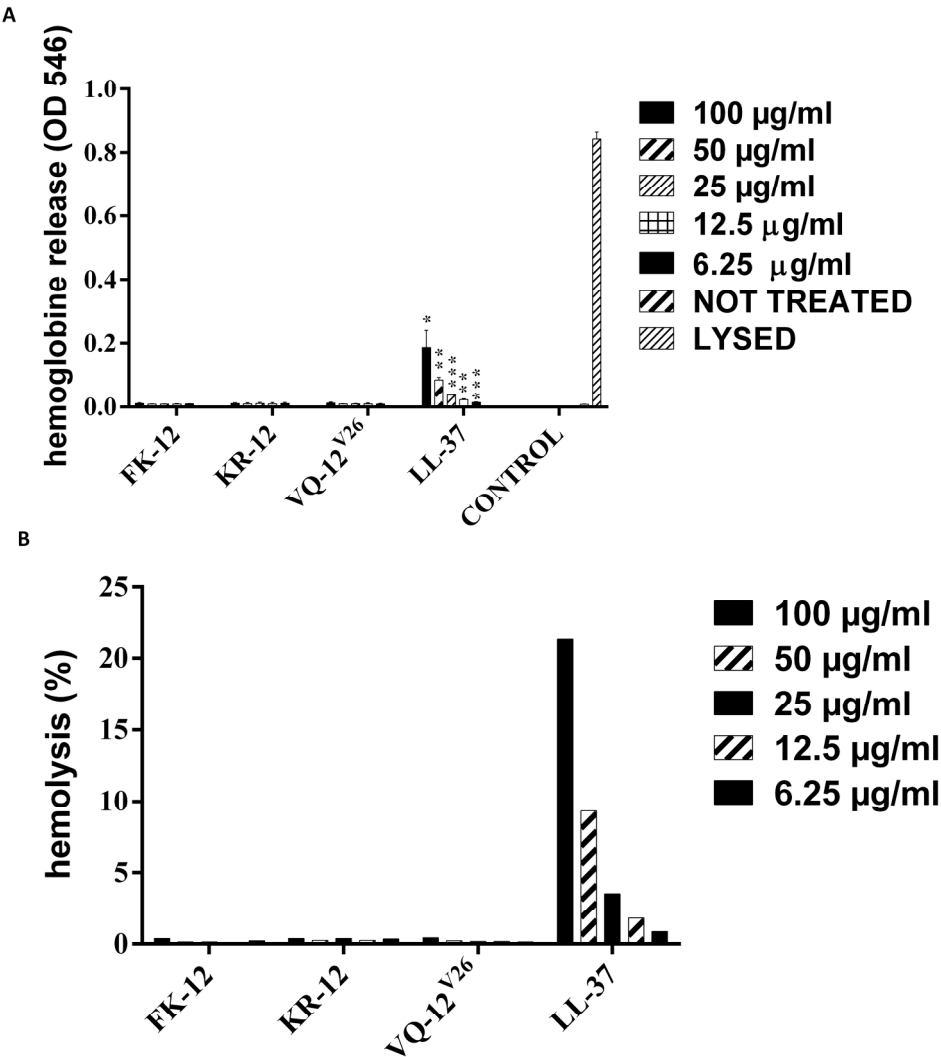 A
hemoglobine release (OD 546)
1.0
0.8
0.6
0.4
0.2
0.0
*
**
***
**
***
FK-12
KR-12
VQ-12V26
LL-37
CONTROL
100 µg/ml
50 µg/ml
25 µg/ml
12.5 µg/ml
6.25 µg/ml
NOT TREATED
LYSED
B
hemolysis (%)
25
20
15
10
5
0
FK-12
KR-12
VQ-12V26
LL-37
100 µg/ml
50 µg/ml
25 µg/ml
12.5 µg/ml
6.25 µg/ml